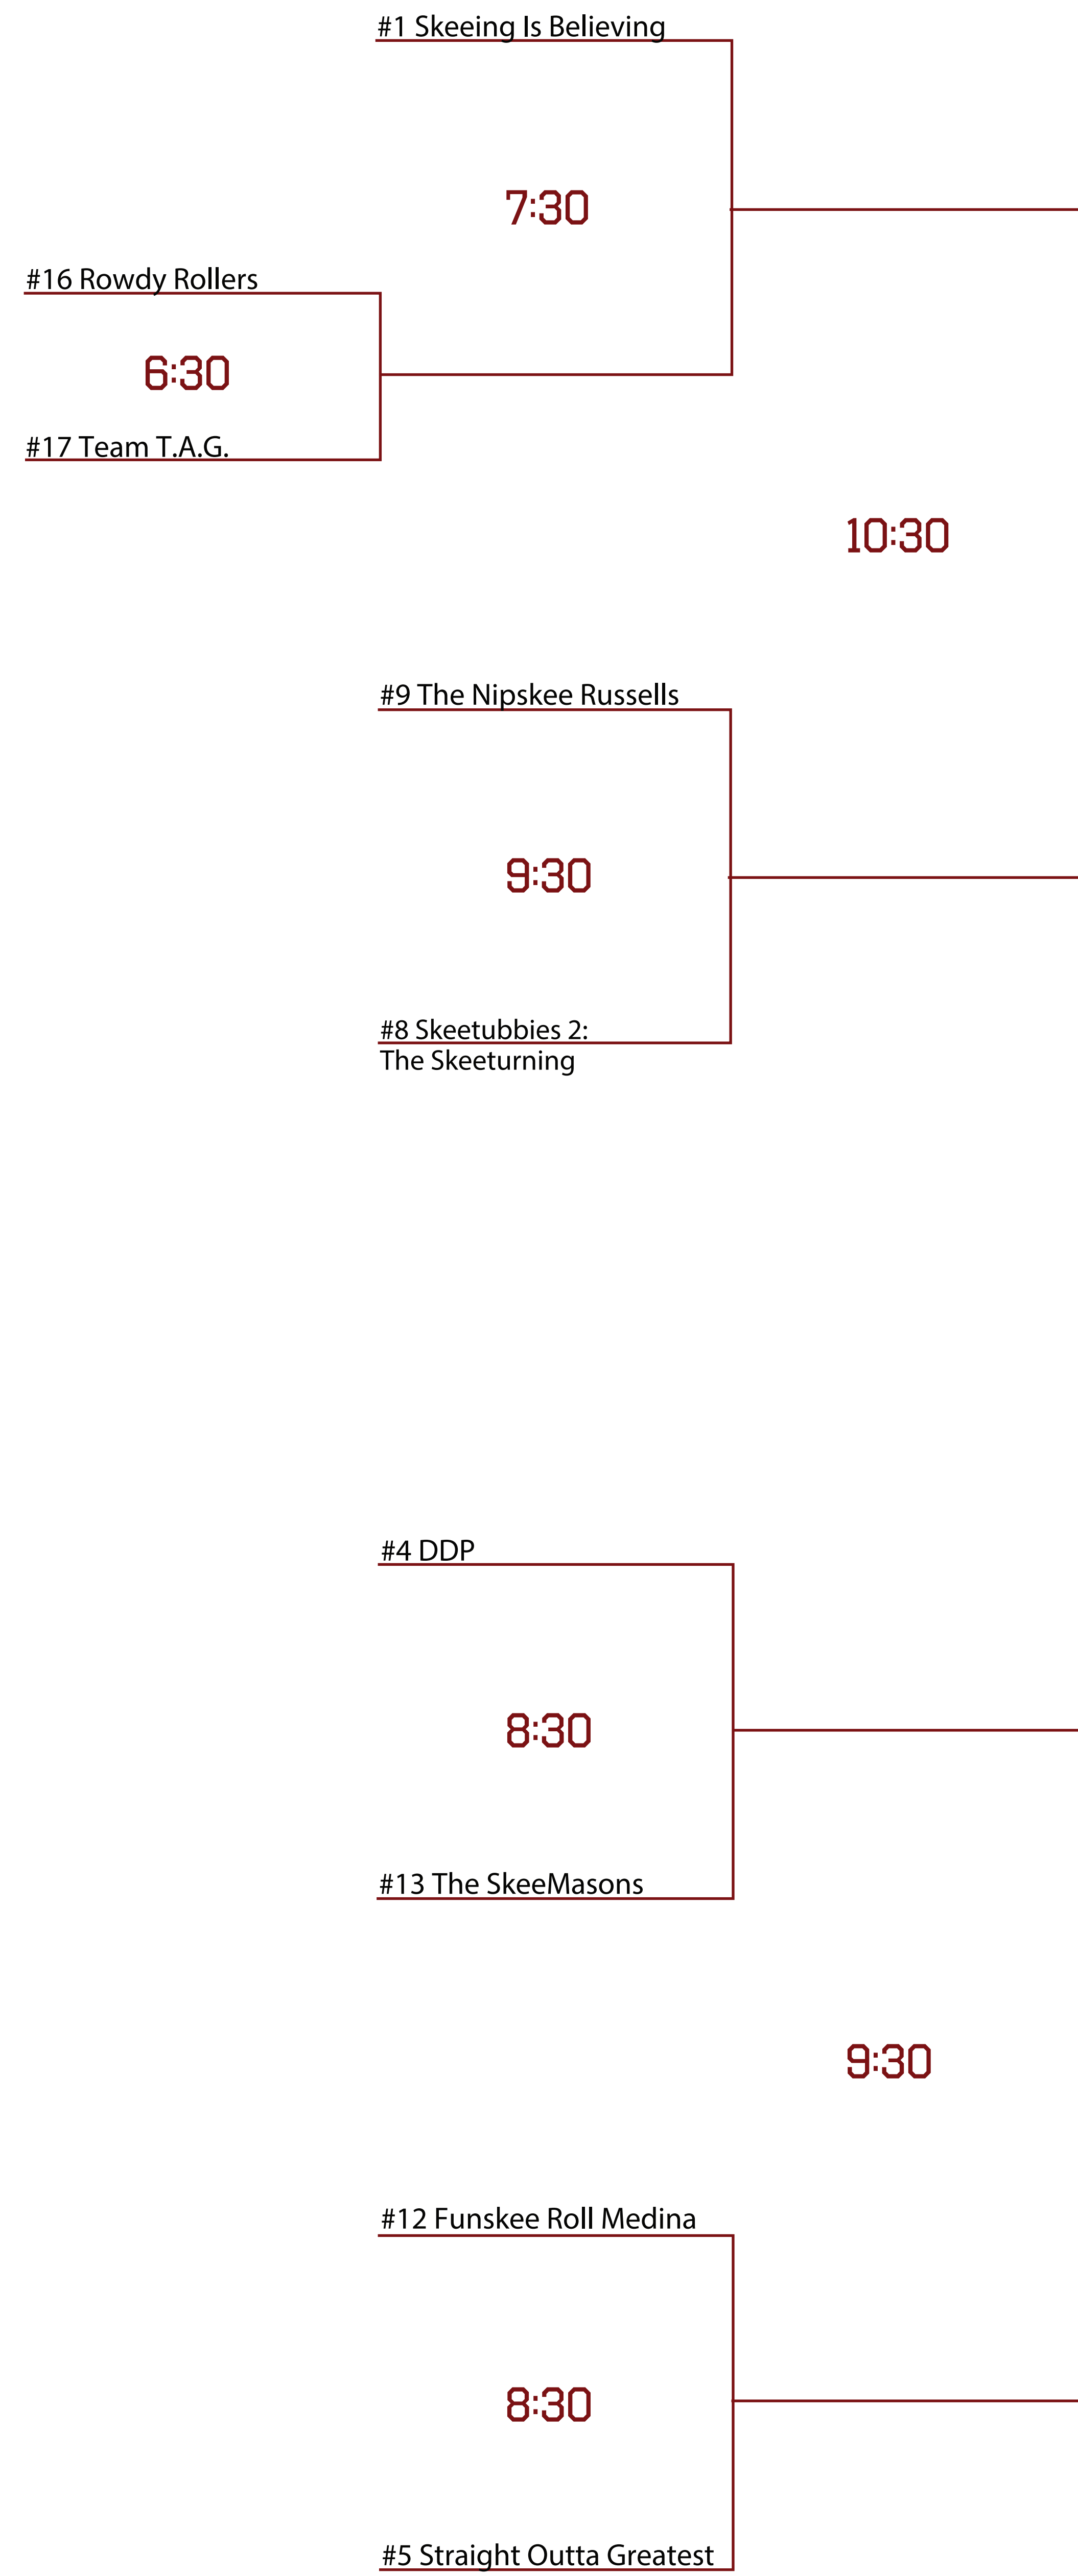 #1 Skeeing Is Believing
7:30
#16 Rowdy Rollers
6:30
#17 Team T.A.G.
10:30
#9 The Nipskee Russells
9:30
#8 Skeetubbies 2:
The Skeeturning
#4 DDP
8:30
#13 The SkeeMasons
9:30
#12 Funskee Roll Medina
8:30
#5 Straight Outta Greatest